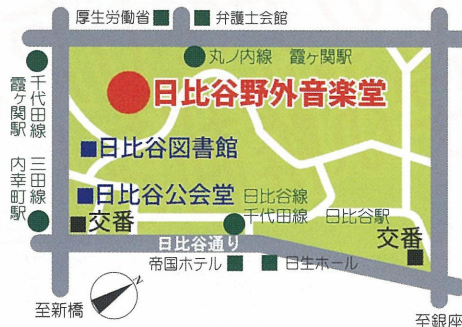 厚生労働省
弁護士会館
丸ノ内線 霞ヶ関駅
日比谷野外音楽堂
千代田線
霞ヶ関駅
日比谷図書館
三田線
内幸町駅
日比谷公会堂
日比谷線
千代田線 日比谷駅
交番
交番
日比谷通り
帝国ホテル
日生ホール
N
至新橋
至銀座